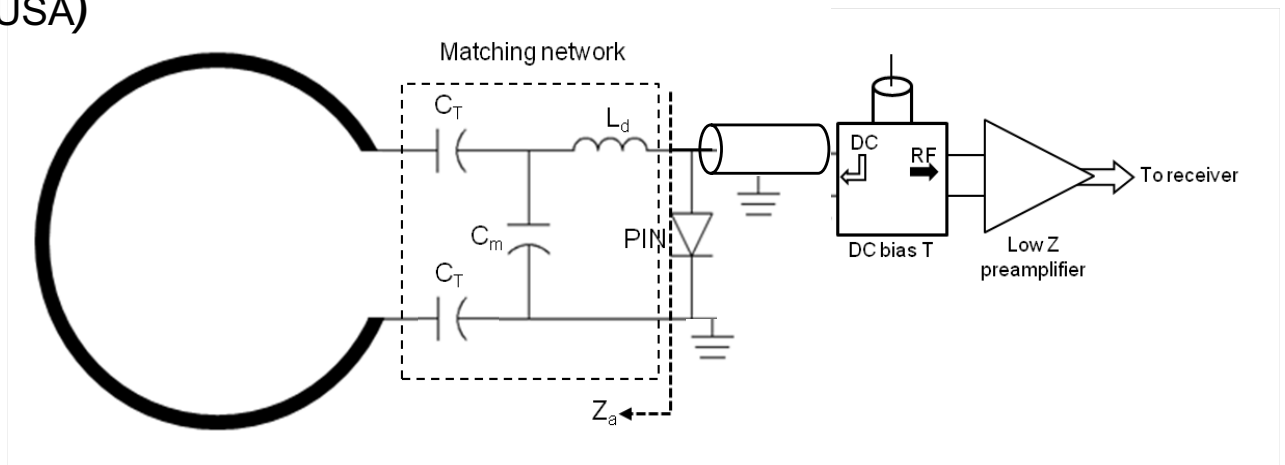 USA)
Matching network
C_T
L_d
C_m
C_T
PIN
Z_a
DC
RF
DC bias T
Low Z
preamplifier
To receiver